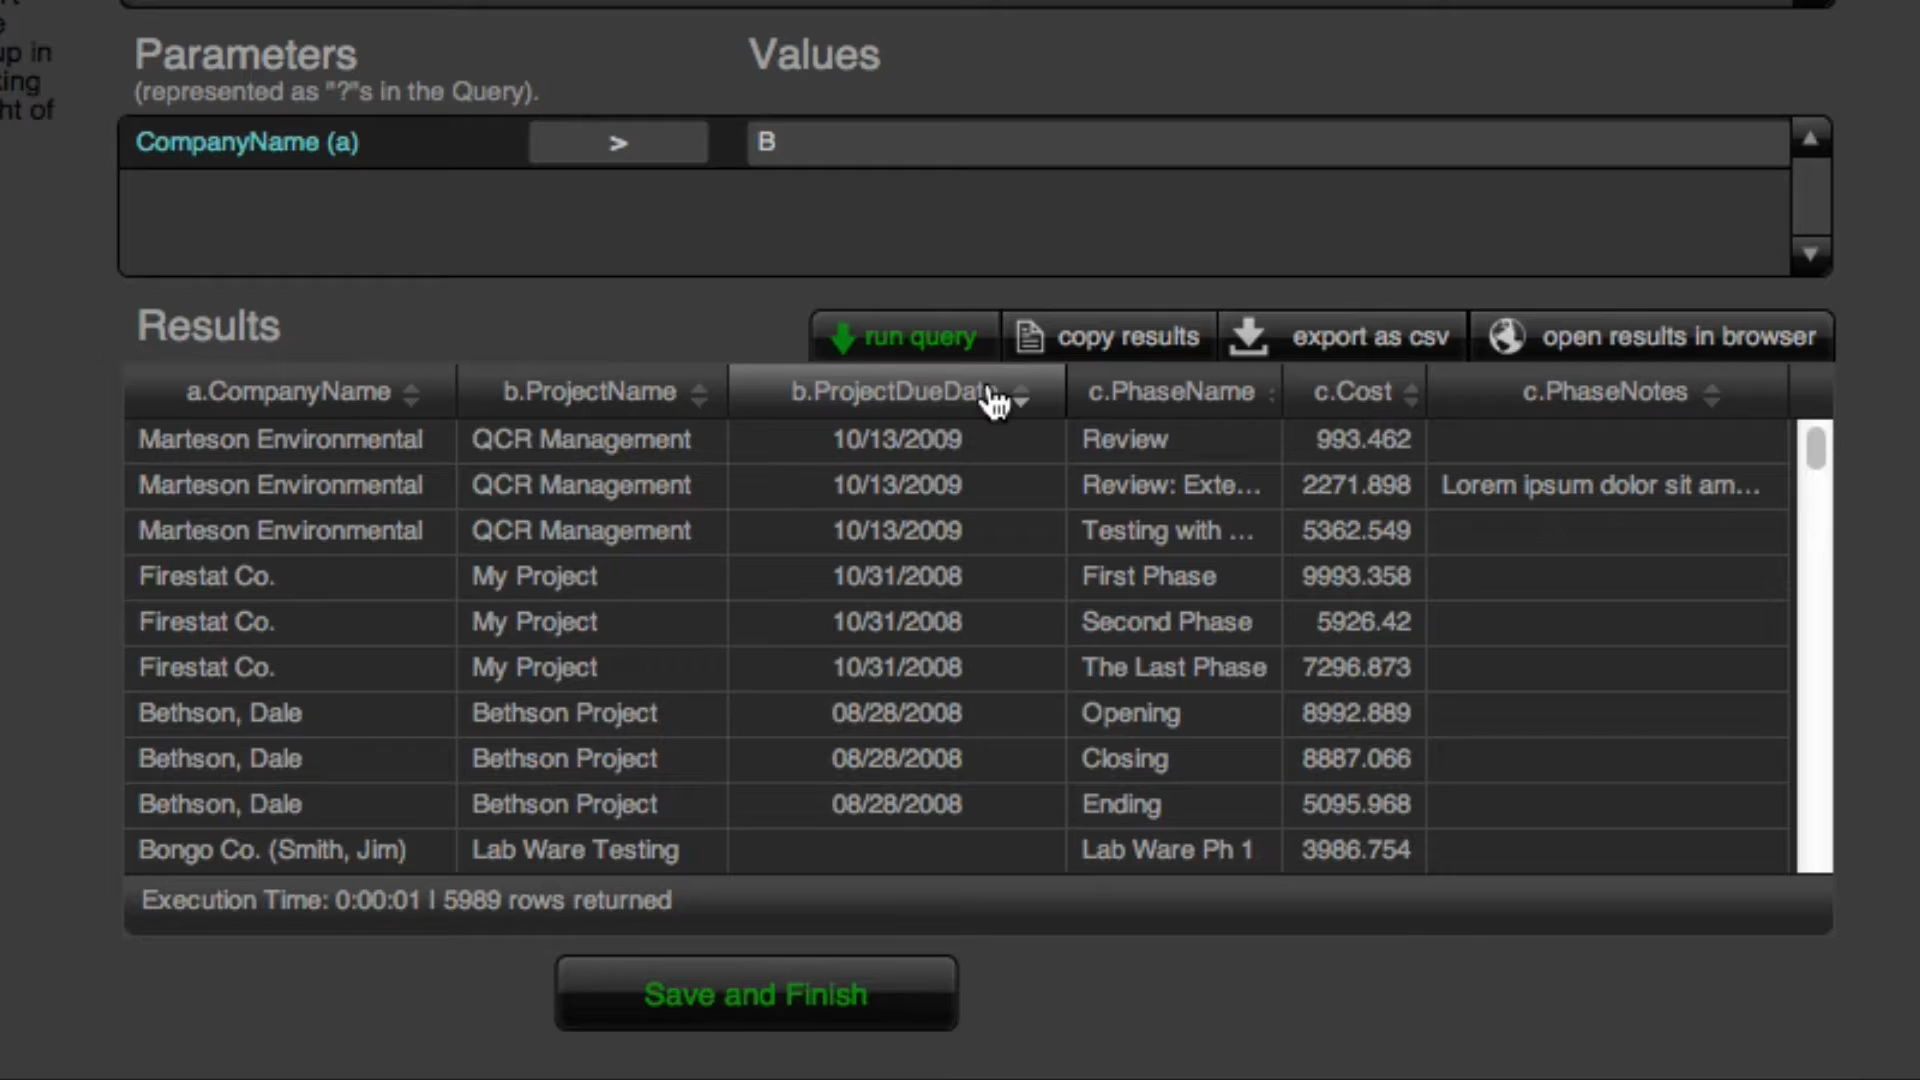 up in
ht of
Parameters Values
(represented as "?"s in the Query).
CompanyName (a) > B
Results run query copy results export as csv open results in browser
a.CompanyName b.ProjectName b.ProjectDueDat c.PhaseName c.Cost c.PhaseNotes
Marteson Environmental QCR Management 10/13/2009 Review 993.462
Marteson Environmental QCR Management 10/13/2009 Review: Exte... 2271.898 Lorem ipsum dolor sit am...
Marteson Environmental QCR Management 10/13/2009 Testing with ... 5362.549
Firestat Co. My Project 10/31/2008 First Phase 9993.358
Firestat Co. My Project 10/31/2008 Second Phase 5926.42
Firestat Co. My Project 10/31/2008 The Last Phase 7296.873
Bethson, Dale Bethson Project 08/28/2008 Opening 8992.889
Bethson, Dale Bethson Project 08/28/2008 Closing 8887.066
Bethson, Dale Bethson Project 08/28/2008 Ending 5095.968
Bongo Co. (Smith, Jim) Lab Ware Testing Lab Ware Ph 1 3986.754
Execution Time: 0:00:01 | 5989 rows returned
Save and Finish